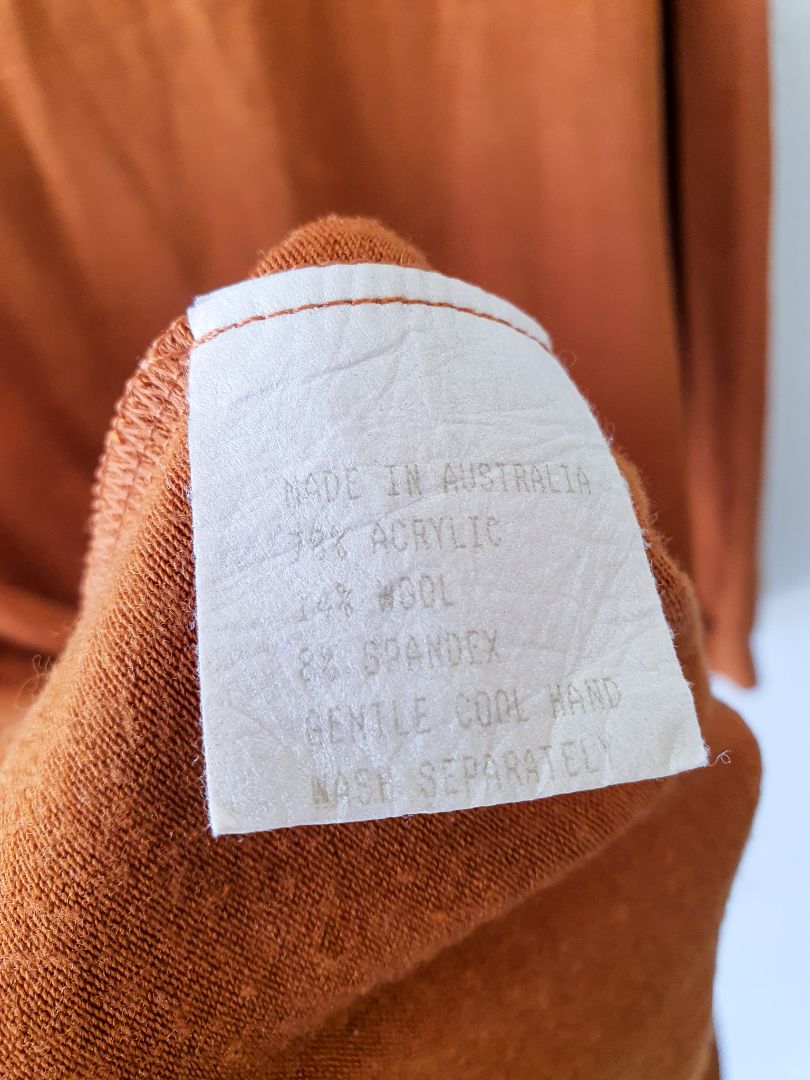 MADE IN AUSTRALIA
78% ACRYLIC
14% WOOL
8% SPANDEX
GENTLE COOL HAND
WASH SEPARATELY